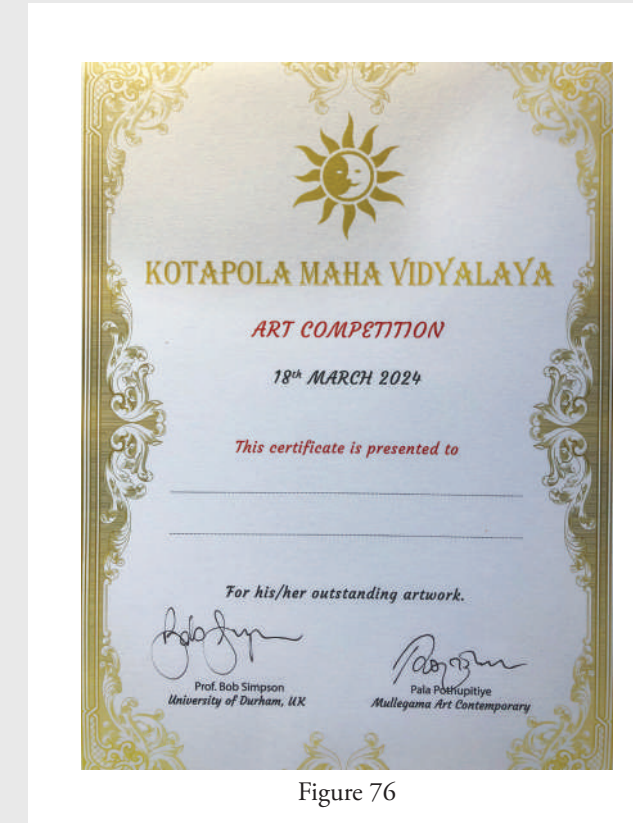 KOTAPOLA MAHA VIDYALAYA
ART COMPETITION
18th MARCH 2024
This certificate is presented to
For his/her outstanding artwork.
Prof. Bob Simpson
University of Durham, UK
Pala Pothupitiye
Mullegama Art Contemporary
Figure 76